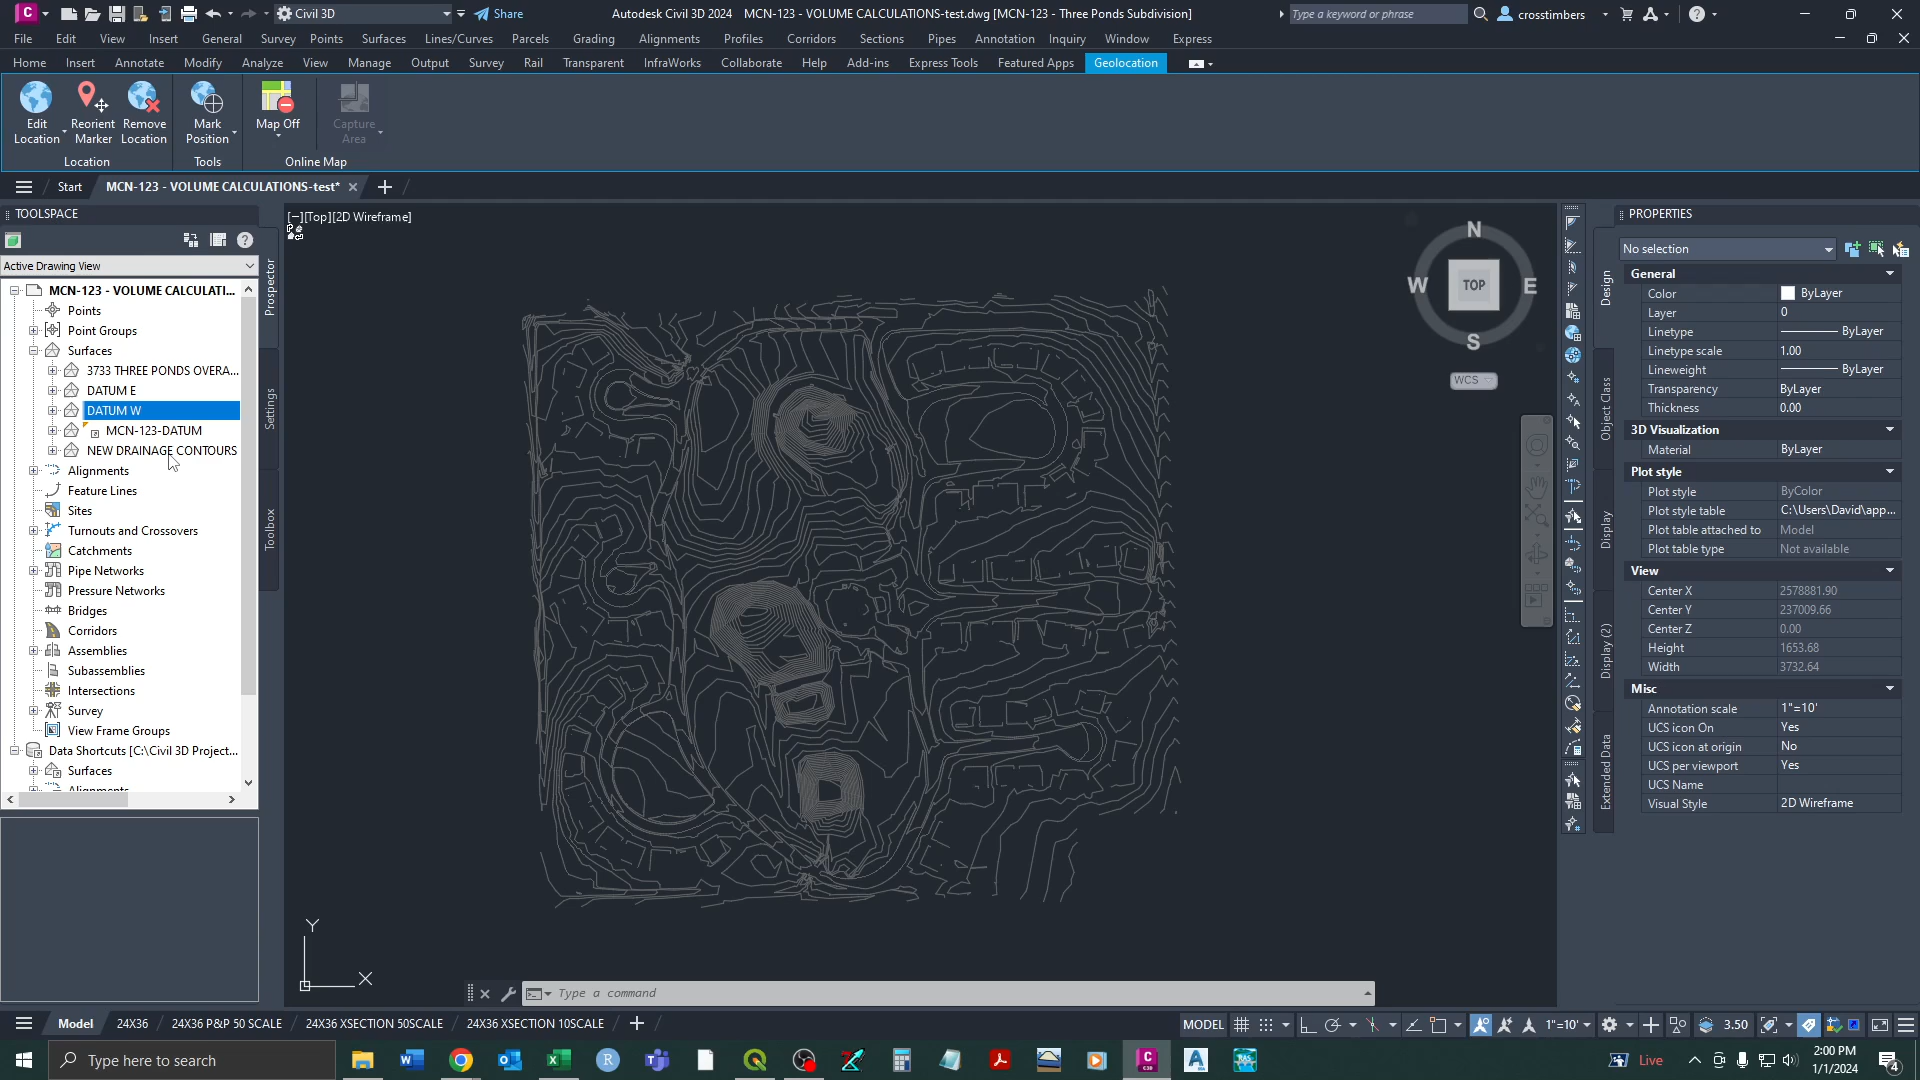 Civil 3D
Share
Autodesk Civil 3D 2024 MCN-123 - VOLUME CALCULATIONS-test.dwg [MCN-123 - Three Ponds Subdivision]
Type a keyword or phrase
crosstimbers
File Edit View Insert General Survey Points Surfaces Lines/Curves Parcels Grading Alignments Profiles Corridors Sections Pipes Annotation Inquiry Window Express
Home Insert Annotate Modify Analyze View Manage Output Survey Rail Transparent InfraWorks Collaborate Help Add-ins Express Tools Featured Apps Geolocation
Edit Location
Reorient Marker
Remove Location
Mark Position
Map Off
Capture Area
Location
Tools
Online Map
Start
MCN-123 - VOLUME CALCULATIONS-test*
TOOLSPACE
Active Drawing View
MCN-123 - VOLUME CALCULATI...
Points
Point Groups
Surfaces
3733 THREE PONDS OVERA...
DATUM E
DATUM W
MCN-123-DATUM
NEW DRAINAGE CONTOURS
Alignments
Feature Lines
Sites
Turnouts and Crossovers
Catchments
Pipe Networks
Pressure Networks
Bridges
Corridors
Assemblies
Subassemblies
Intersections
Survey
View Frame Groups
Data Shortcuts [C:\Civil 3D Project...
Surfaces
Prospector
Settings
Toolbox
[−][Top][2D Wireframe]
N
W
TOP
E
S
WCS
Y
X
Type a command
PROPERTIES
No selection
Design
Object Class
Display
Display (2)
Extended Data
General
Color ByLayer
Layer 0
Linetype ByLayer
Linetype scale 1.00
Lineweight ByLayer
Transparency ByLayer
Thickness 0.00
3D Visualization
Material ByLayer
Plot style
Plot style ByColor
Plot style table C:\Users\David\app...
Plot table attached to Model
Plot table type Not available
View
Center X 2578881.90
Center Y 237009.66
Center Z 0.00
Height 1653.68
Width 3732.64
Misc
Annotation scale 1"=10'
UCS icon On Yes
UCS icon at origin No
UCS per viewport Yes
UCS Name
Visual Style 2D Wireframe
Model 24X36 24X36 P&P 50 SCALE 24X36 XSECTION 50SCALE 24X36 XSECTION 10SCALE
MODEL
1"=10'
3.50
Type here to search
Live
2:00 PM
1/1/2024
4